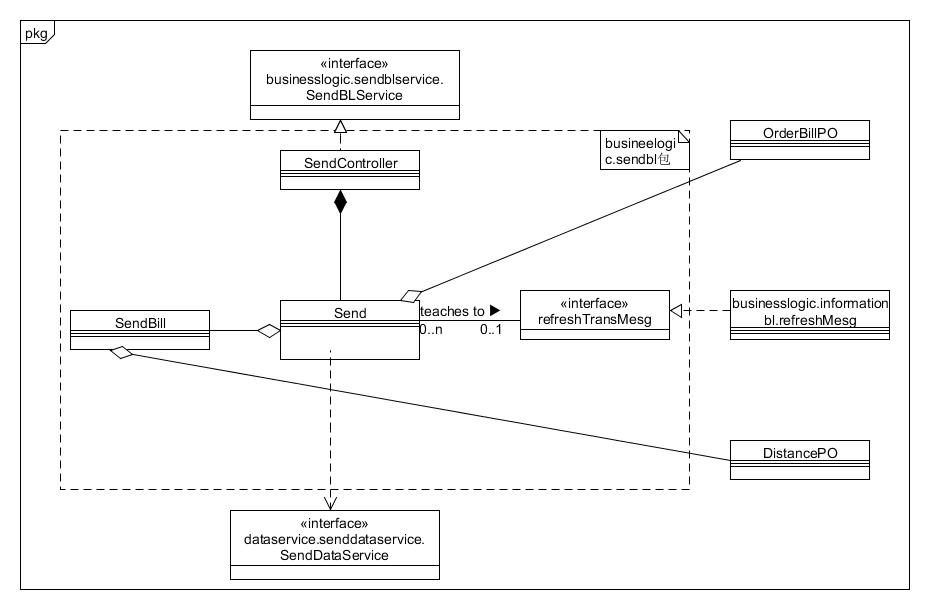 pkg
«interface»
businesslogic.sendblservice.
SendBLService
OrderBillPO
busineelogi
c.sendbl包
SendController
«interface»
refreshTransMesg
businesslogic.information
bl.refreshMesg
Send
teaches to ▶
0..n
0..1
SendBill
DistancePO
«interface»
dataservice.senddataservice.
SendDataService